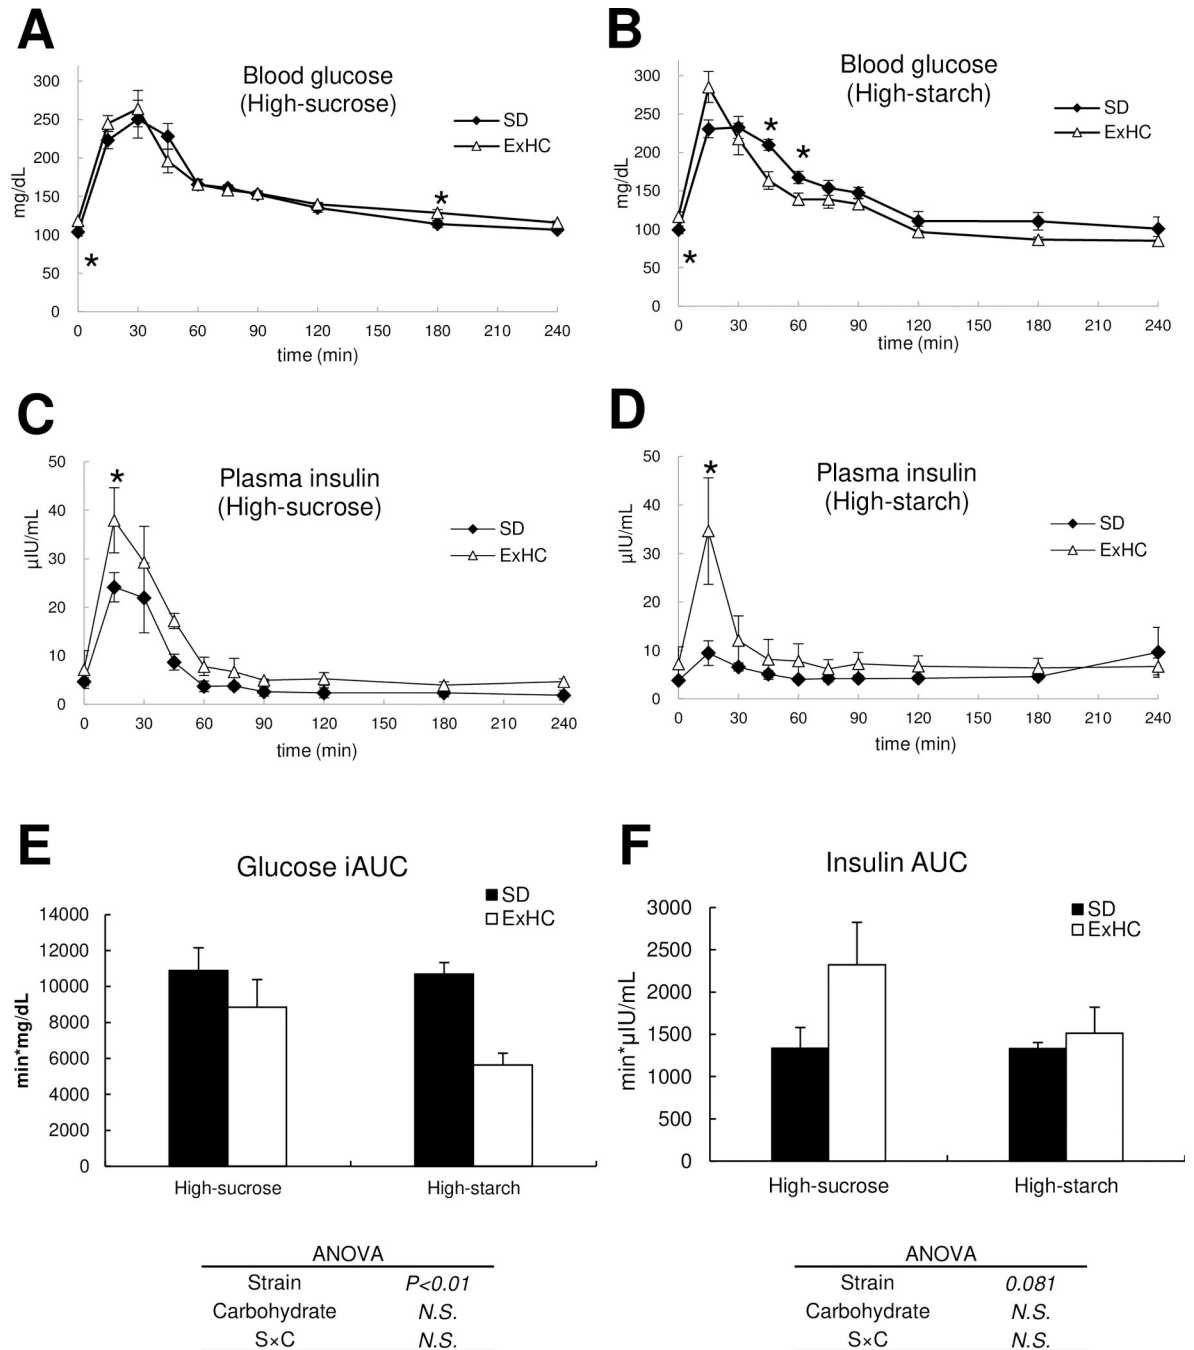 A
Blood glucose
(High-sucrose)
SD
ExHC
mg/dL
300
250
200
150
100
50
0
*
*
0 30 60 90 120 150 180 210 240
time (min)
B
Blood glucose
(High-starch)
SD
ExHC
mg/dL
300
250
200
150
100
50
0
*
*
*
0 30 60 90 120 150 180 210 240
time (min)
C
Plasma insulin
(High-sucrose)
SD
ExHC
µIU/mL
50
40
30
20
10
0
*
0 30 60 90 120 150 180 210 240
time (min)
D
Plasma insulin
(High-starch)
SD
ExHC
µIU/mL
50
40
30
20
10
0
*
0 30 60 90 120 150 180 210 240
time (min)
E
Glucose iAUC
SD
ExHC
min*mg/dL
14000
12000
10000
8000
6000
4000
2000
0
High-sucrose High-starch
ANOVA
Strain P<0.01
Carbohydrate N.S.
S×C N.S.
F
Insulin AUC
SD
ExHC
min*µIU/mL
3000
2500
2000
1500
1000
500
0
High-sucrose High-starch
ANOVA
Strain 0.081
Carbohydrate N.S.
S×C N.S.